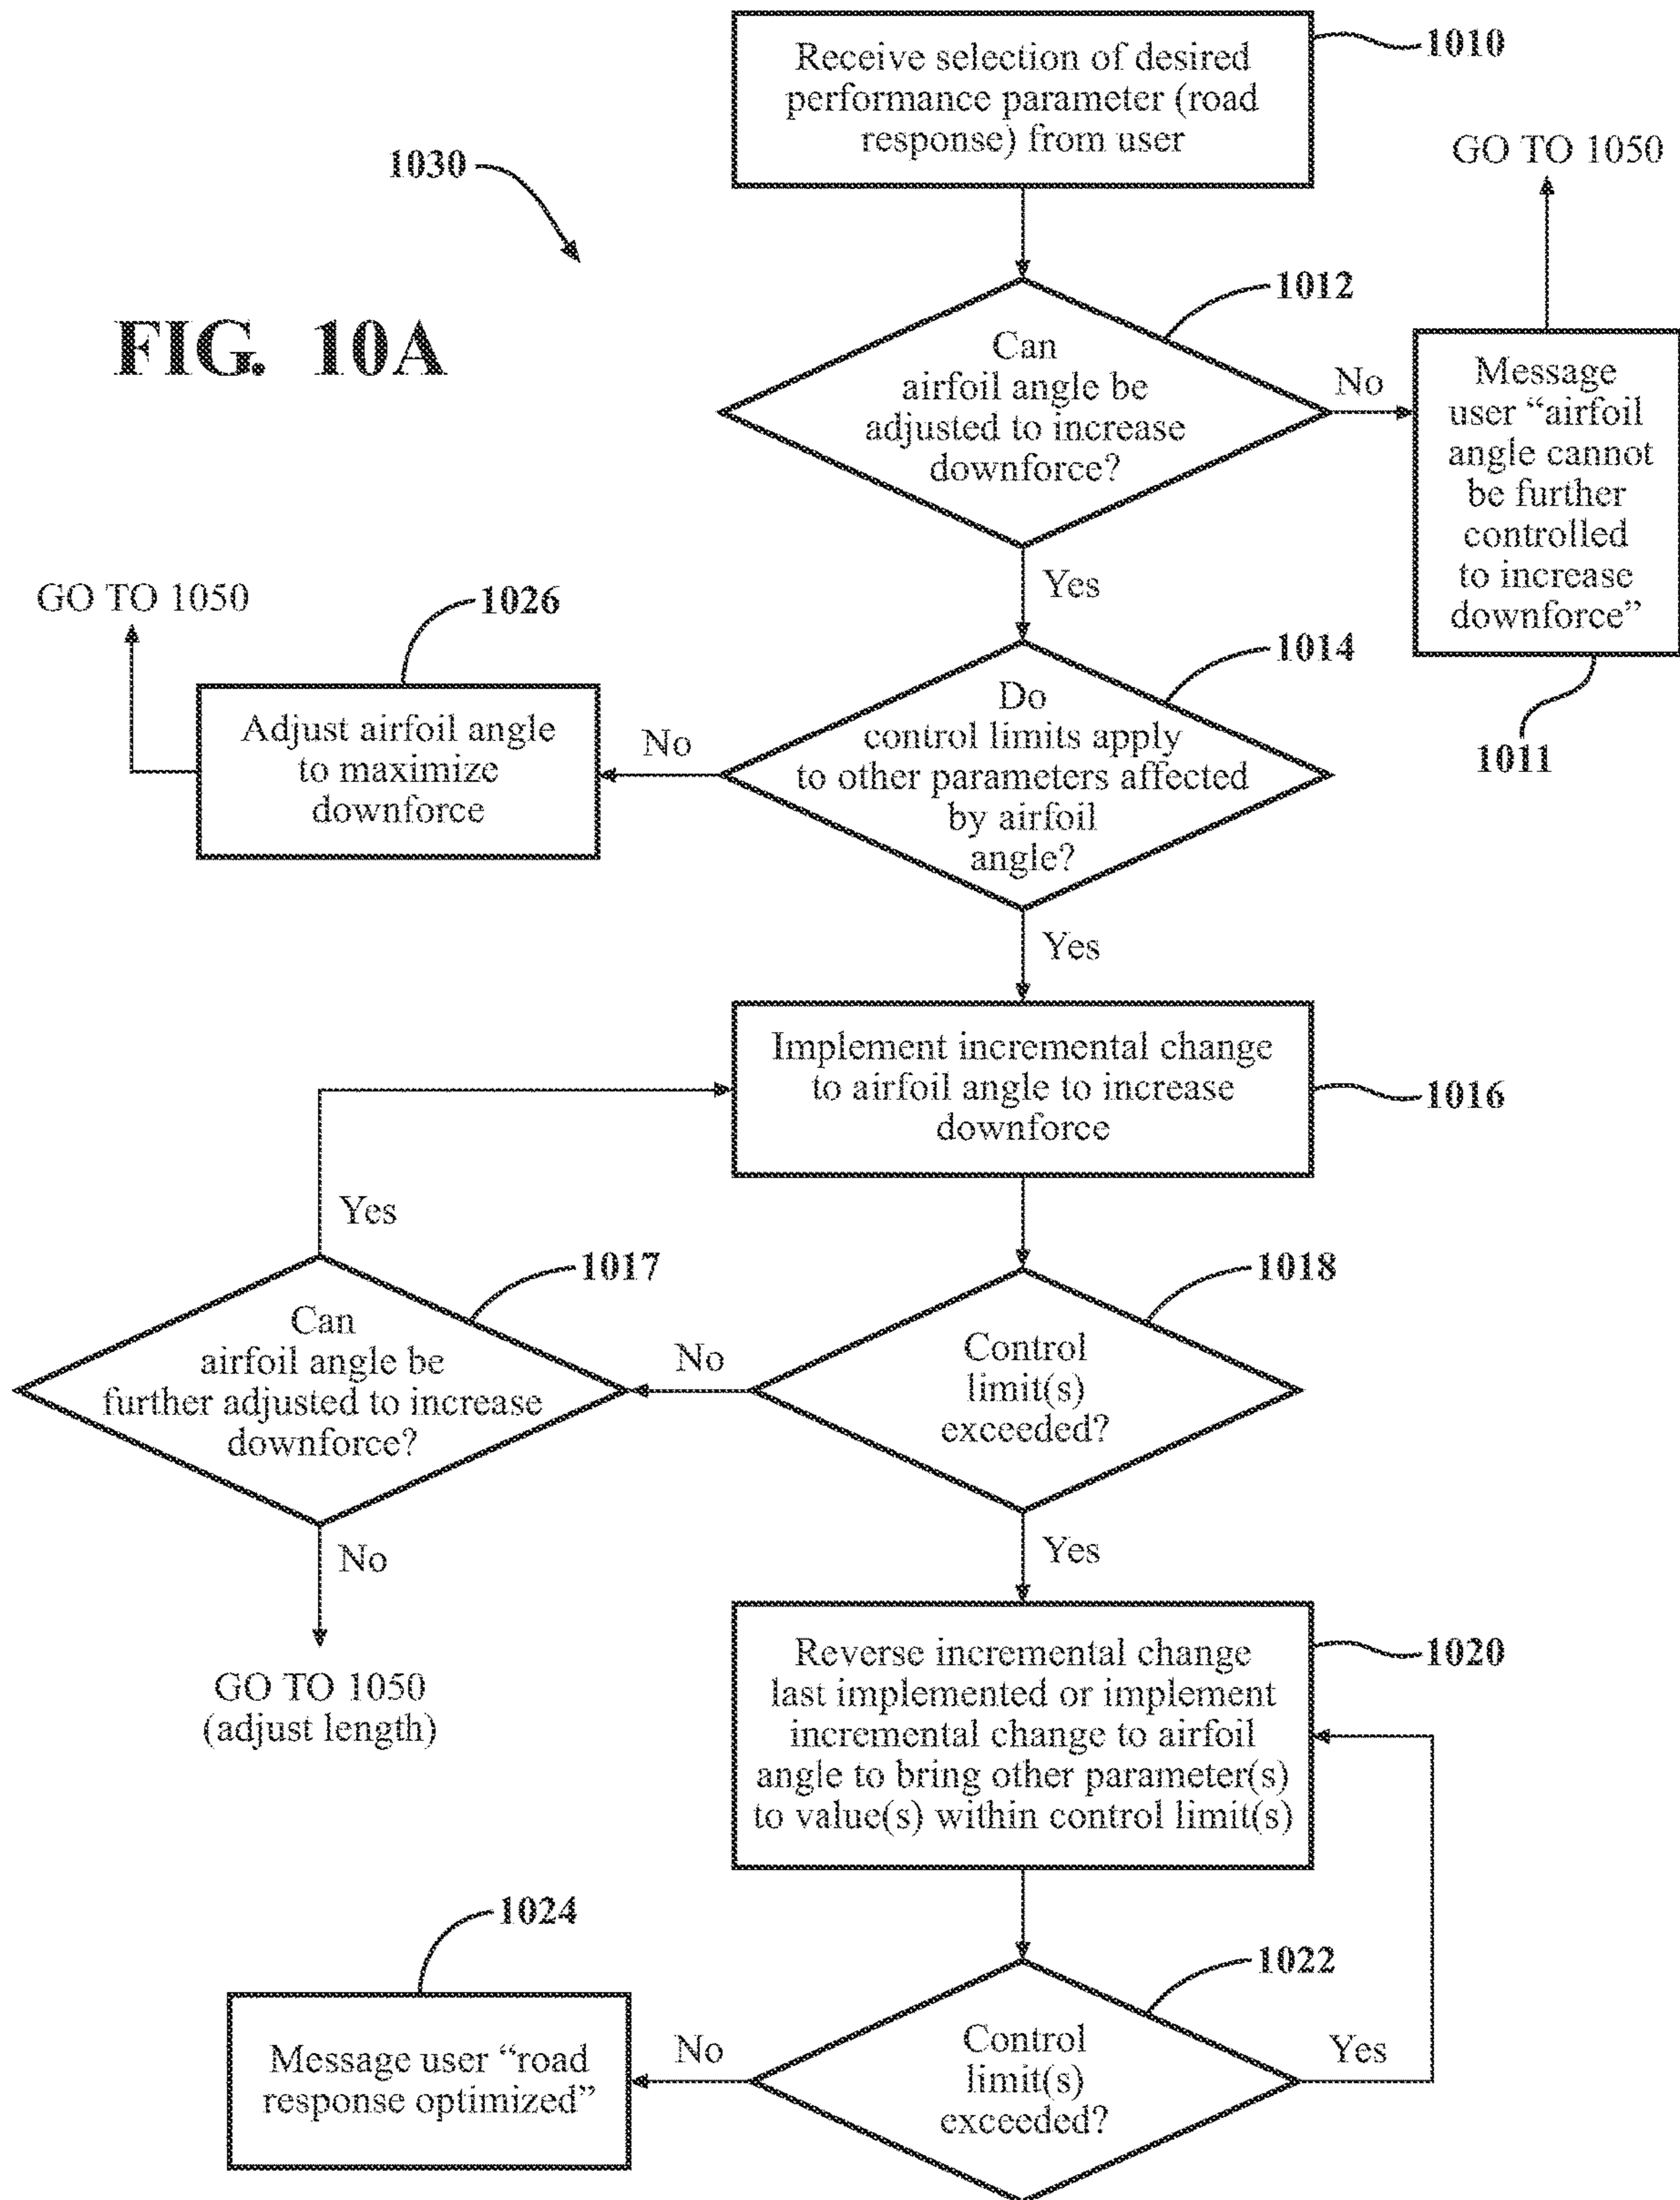 Receive selection of desired
performance parameter (road
response) from user
1010
1030
FIG. 10A
GO TO 1050
Can
airfoil angle be
adjusted to increase
downforce?
1012
No
Message
user “airfoil
angle cannot
be further
controlled
to increase
downforce”
1011
Yes
GO TO 1050
1026
Adjust airfoil angle
to maximize
downforce
No
Do
control limits apply
to other parameters affected
by airfoil
angle?
1014
Yes
Implement incremental change
to airfoil angle to increase
downforce
1016
Yes
Can
airfoil angle be
further adjusted to increase
downforce?
1017
No
Control
limit(s)
exceeded?
1018
No
GO TO 1050
(adjust length)
Yes
Reverse incremental change
last implemented or implement
incremental change to airfoil
angle to bring other parameter(s)
to value(s) within control limit(s)
1020
1024
Message user “road
response optimized”
No
Control
limit(s)
exceeded?
1022
Yes